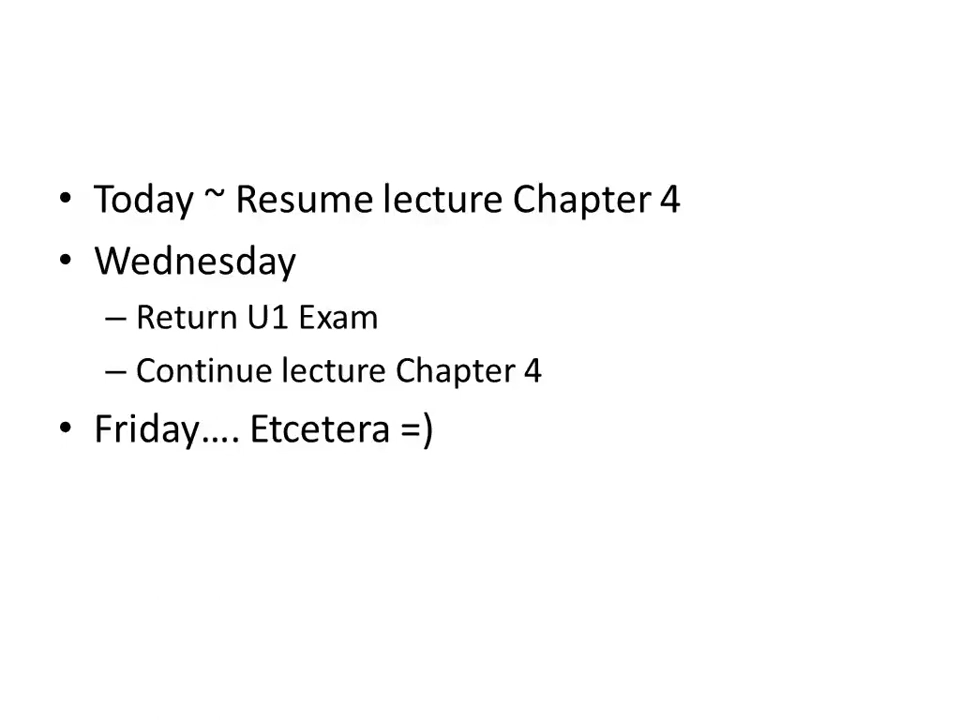 • Today ~ Resume lecture Chapter 4
• Wednesday
– Return U1 Exam
– Continue lecture Chapter 4
• Friday…. Etcetera =)